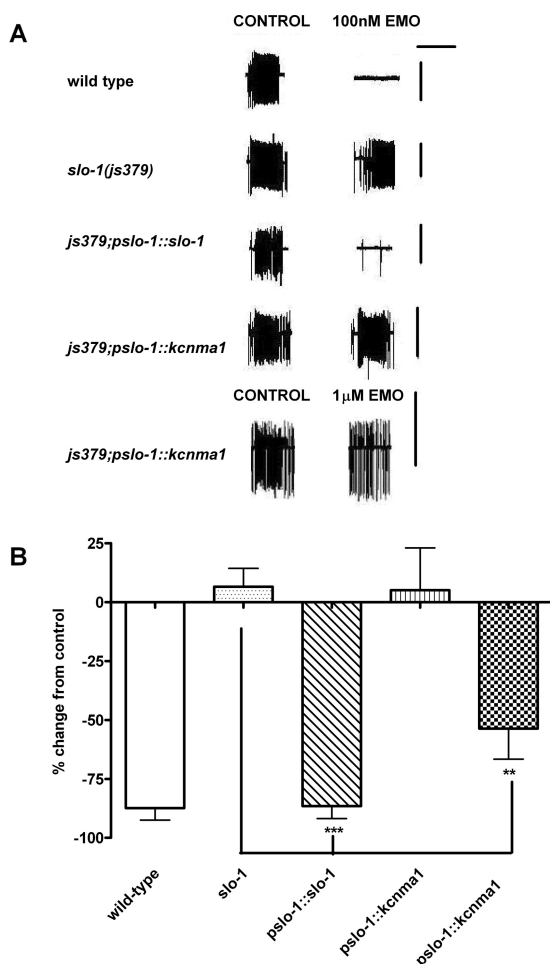 A
CONTROL 100nM EMO
wild type
slo-1(js379)
js379;pslo-1::slo-1
js379;pslo-1::kcnma1
CONTROL 1μM EMO
js379;pslo-1::kcnma1
B
% change from control
25
0
-25
-50
-75
-100
***
**
wild-type
slo-1
pslo-1::slo-1
pslo-1::kcnma1
pslo-1::kcnma1